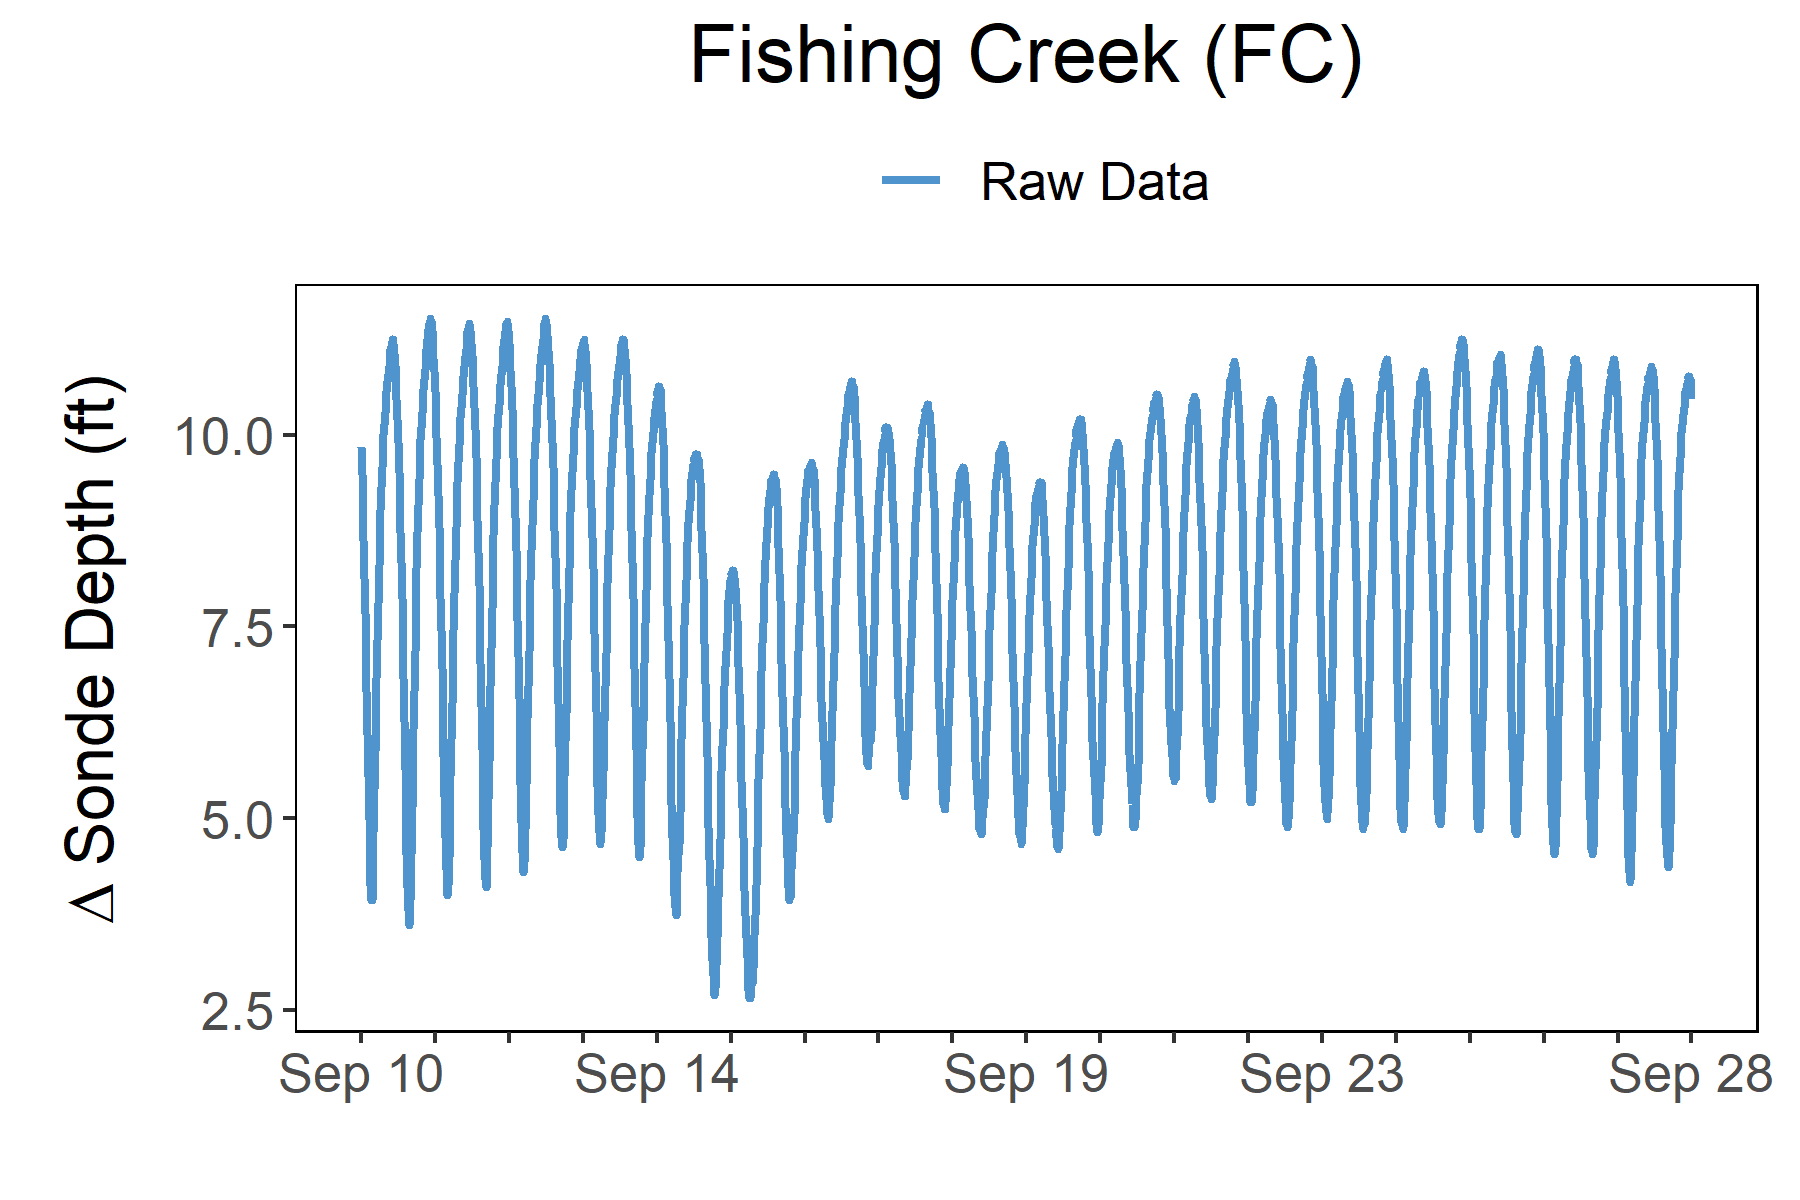 Fishing Creek (FC)
Raw Data
Δ Sonde Depth (ft)
10.0
7.5
5.0
2.5
Sep 10 Sep 14 Sep 19 Sep 23 Sep 28